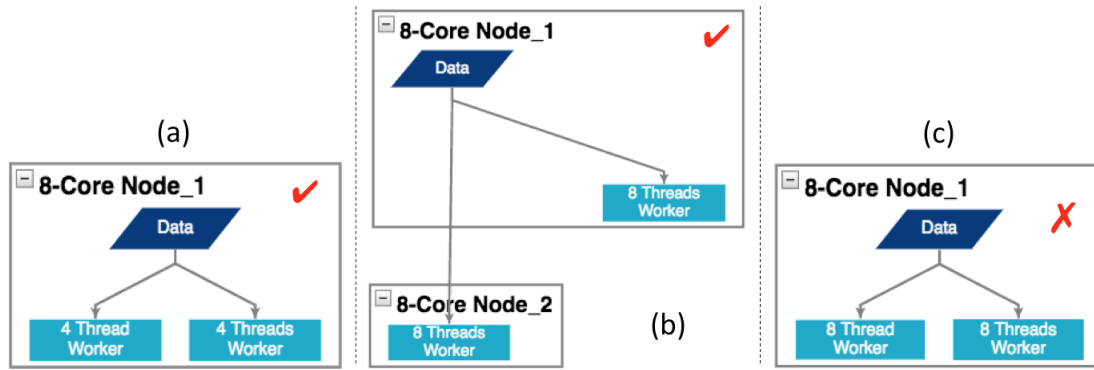 (a)
8-Core Node_1
✔
Data
4 Thread
Worker
4 Threads
Worker
8-Core Node_1
✔
Data
8 Threads
Worker
8-Core Node_2
8 Threads
Worker
(b)
(c)
8-Core Node_1
✗
Data
8 Thread
Worker
8 Threads
Worker